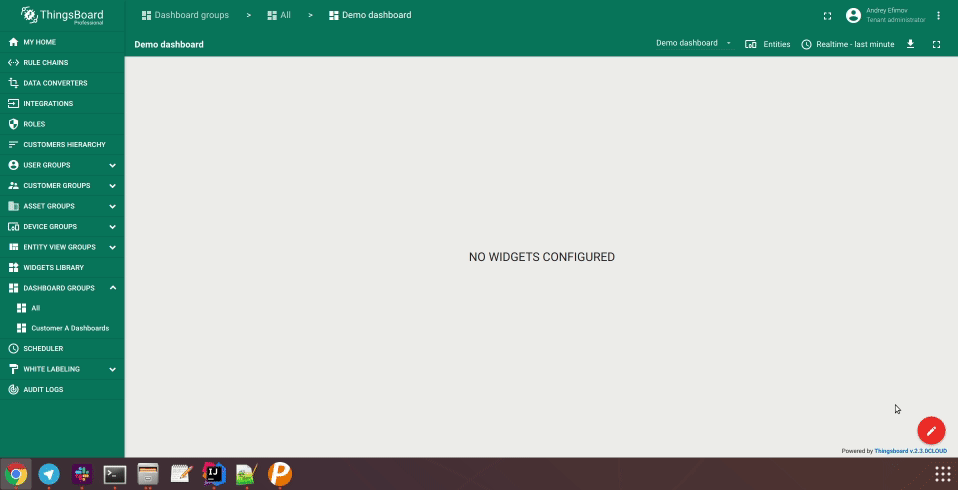 ThingsBoard
Professional
Dashboard groups > All > Demo dashboard
Andrey Efimov
Tenant administrator
Demo dashboard
Demo dashboard
Entities
Realtime - last minute
MY HOME
RULE CHAINS
DATA CONVERTERS
INTEGRATIONS
ROLES
CUSTOMERS HIERARCHY
USER GROUPS
CUSTOMER GROUPS
ASSET GROUPS
DEVICE GROUPS
ENTITY VIEW GROUPS
WIDGETS LIBRARY
DASHBOARD GROUPS
All
Customer A Dashboards
SCHEDULER
WHITE LABELING
AUDIT LOGS
NO WIDGETS CONFIGURED
Powered by Thingsboard v.2.3.0CLOUD
IJ
P